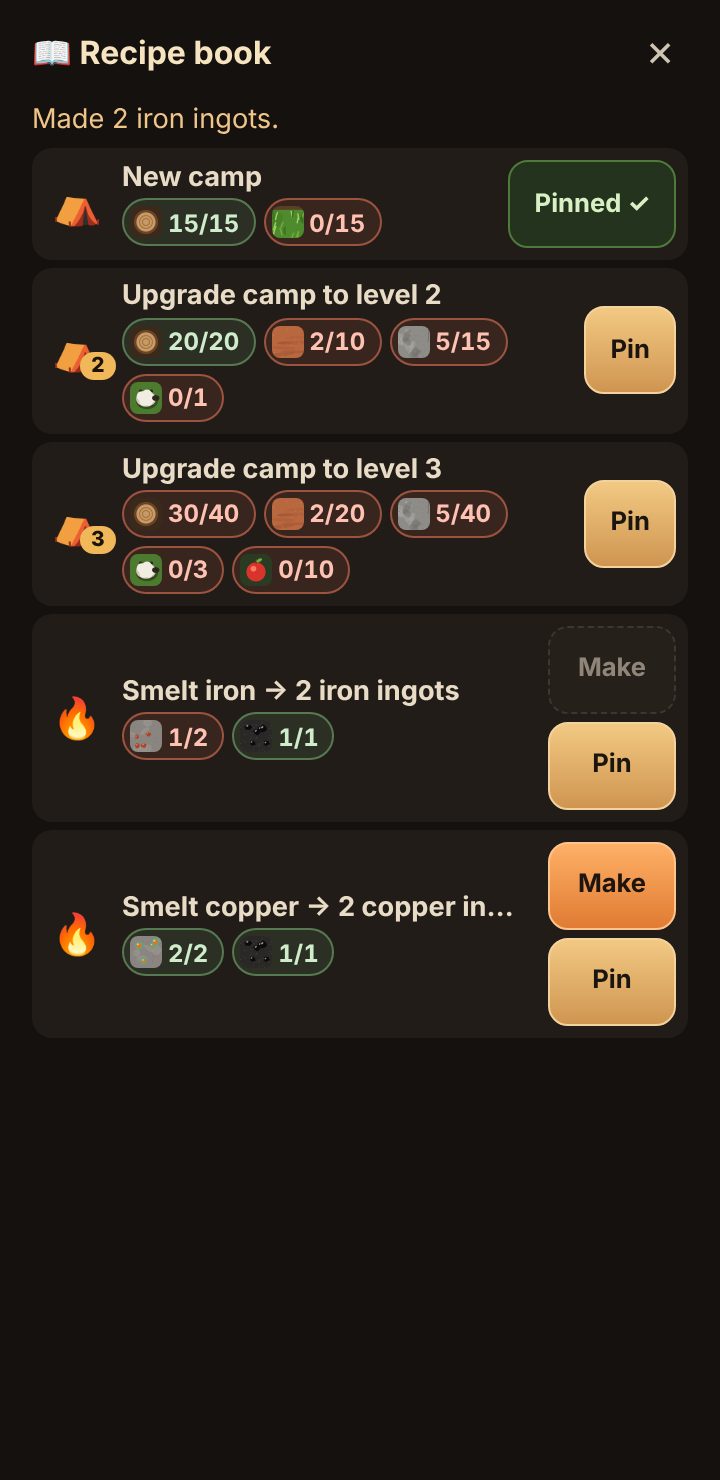 📖 Recipe book ✕
Made 2 iron ingots.
New camp
15/15 0/15
Pinned ✓
Upgrade camp to level 2
2
20/20 2/10 5/15
0/1
Pin
Upgrade camp to level 3
3
30/40 2/20 5/40
0/3 0/10
Pin
Smelt iron → 2 iron ingots
1/2 1/1
Make
Pin
Smelt copper → 2 copper in...
2/2 1/1
Make
Pin